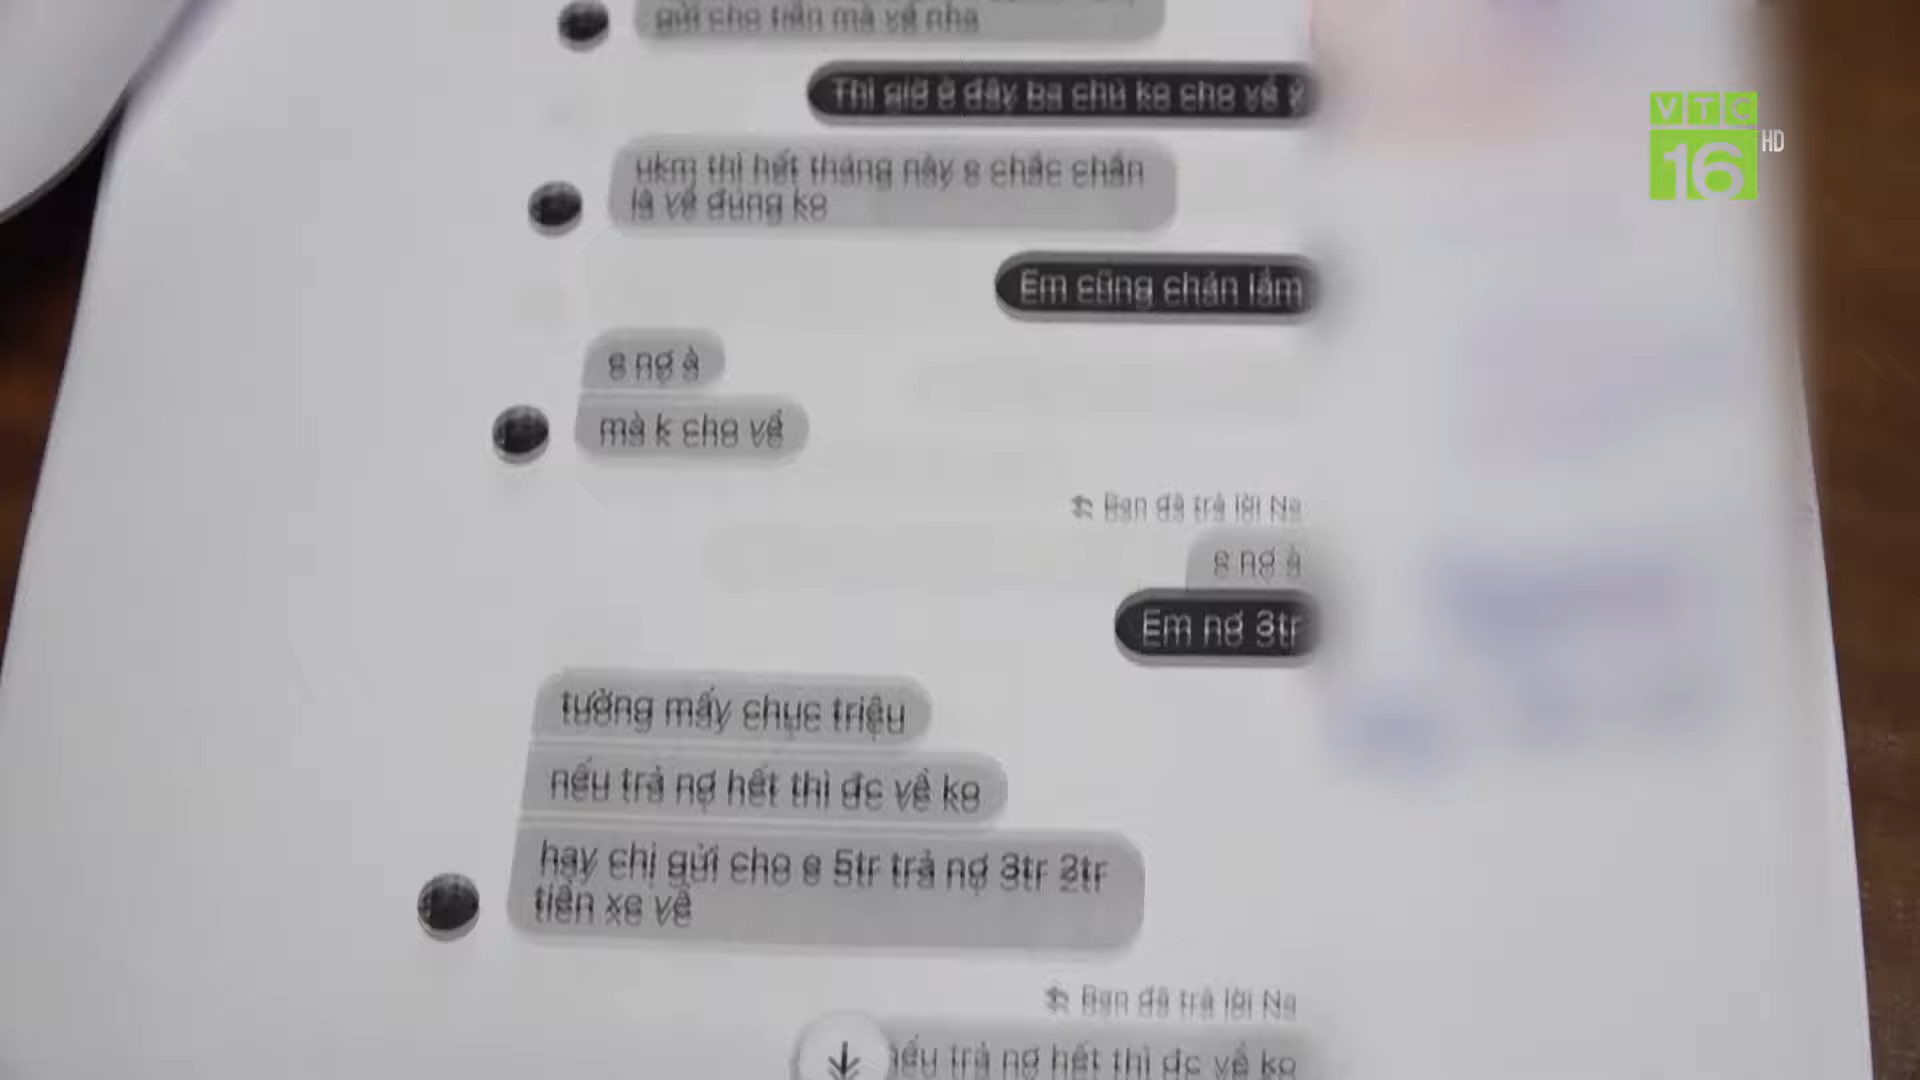 gửi cho tiền mà về nha
Thì giờ ở đây bà chủ ko cho về ý
ukm thì hết tháng này e chắc chắn
là về đúng ko
Em cũng chán lắm
e nợ à
mà k cho về
Bạn đã trả lời Na
e nợ à
Em nợ 3tr
tưởng mấy chục triệu
nếu trả nợ hết thì đc về ko
hay chị gửi cho e 5tr trả nợ 3tr 2tr
tiền xe về
Bạn đã trả lời Na
nếu trả nợ hết thì đc về ko
VTC
16
HD